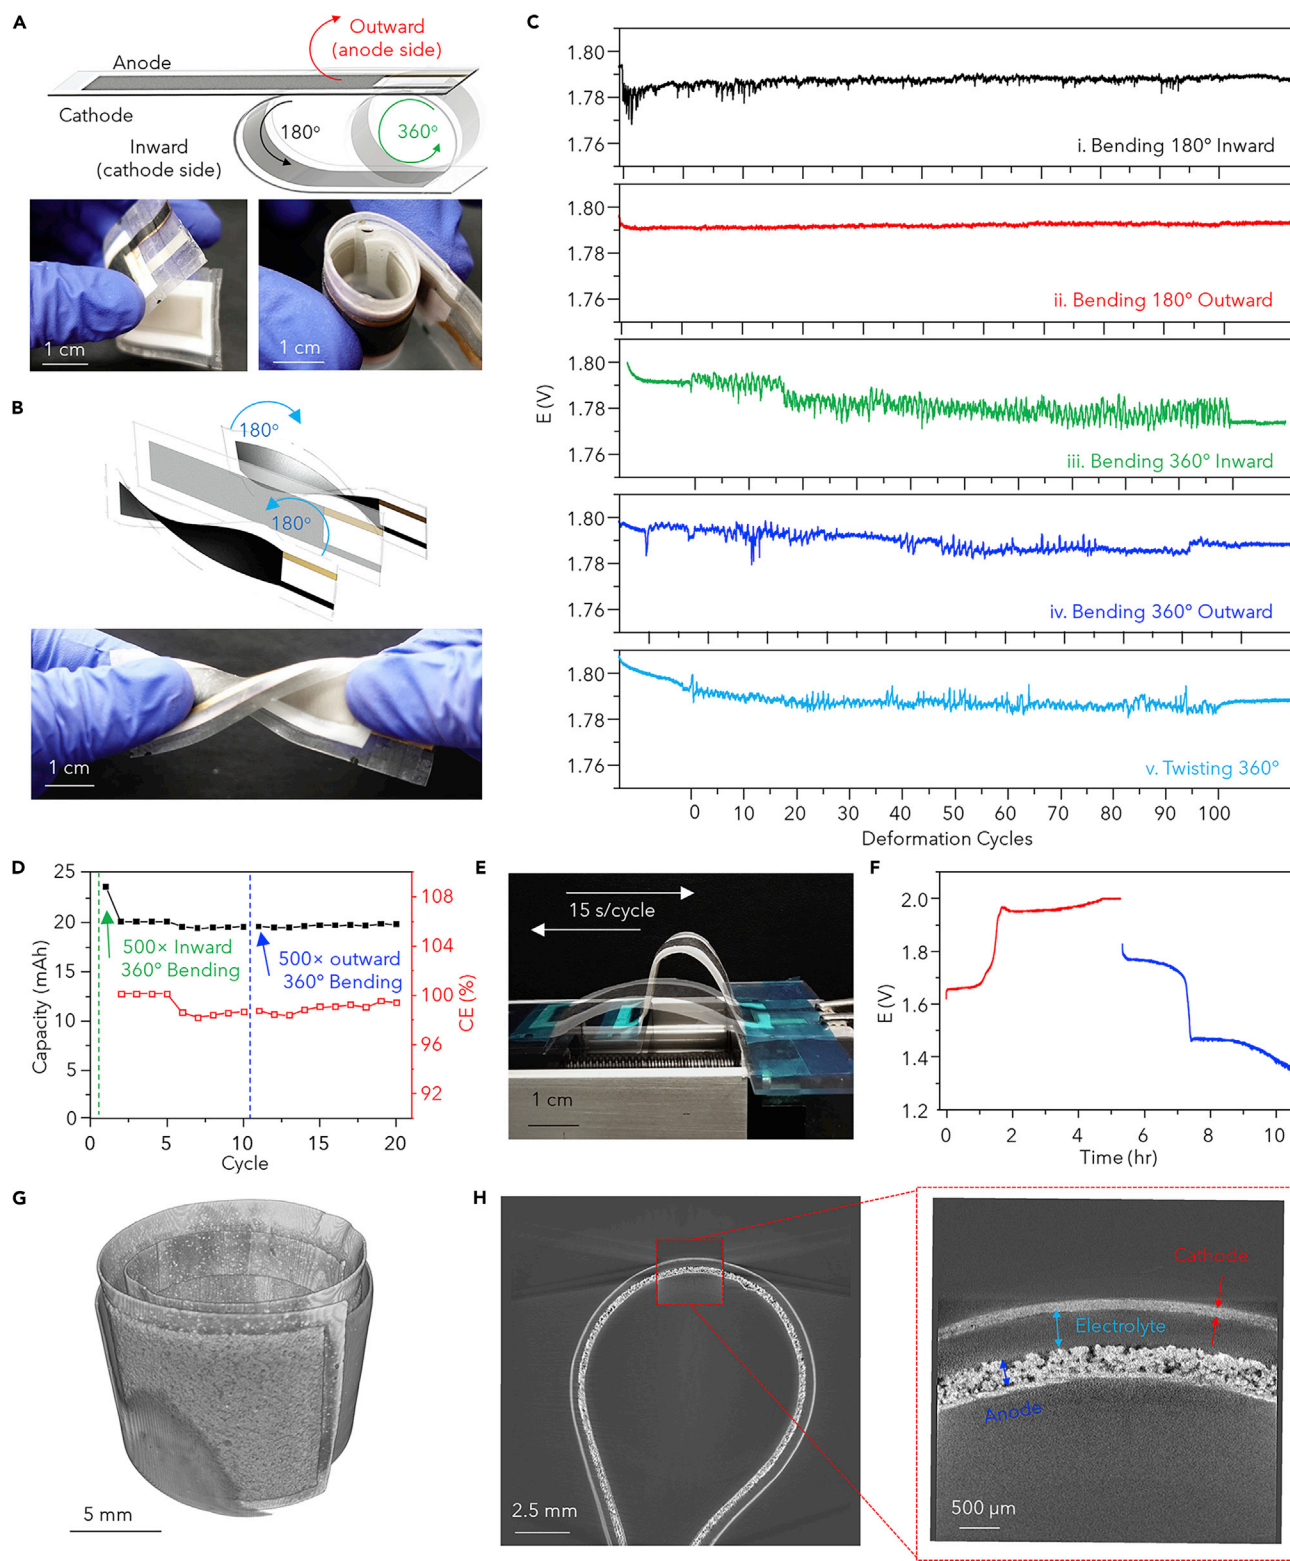 A
Outward
(anode side)
Anode
Cathode
180°
360°
Inward
(cathode side)
1 cm
1 cm
B
180°
180°
1 cm
C
1.80
1.78
1.76
i. Bending 180° Inward
1.80
1.78
1.76
ii. Bending 180° Outward
1.80
1.78
1.76
iii. Bending 360° Inward
E (V)
1.80
1.78
1.76
iv. Bending 360° Outward
1.80
1.78
1.76
v. Twisting 360°
0 10 20 30 40 50 60 70 80 90 100
Deformation Cycles
D
25
20
15
10
5
0
Capacity (mAh)
500× Inward
360° Bending
500× outward
360° Bending
108
104
100
96
92
CE (%)
0 5 10 15 20
Cycle
E
15 s/cycle
1 cm
F
2.0
1.8
1.6
1.4
1.2
E (V)
0 2 4 6 8 10
Time (hr)
G
5 mm
H
2.5 mm
Cathode
Electrolyte
Anode
500 µm